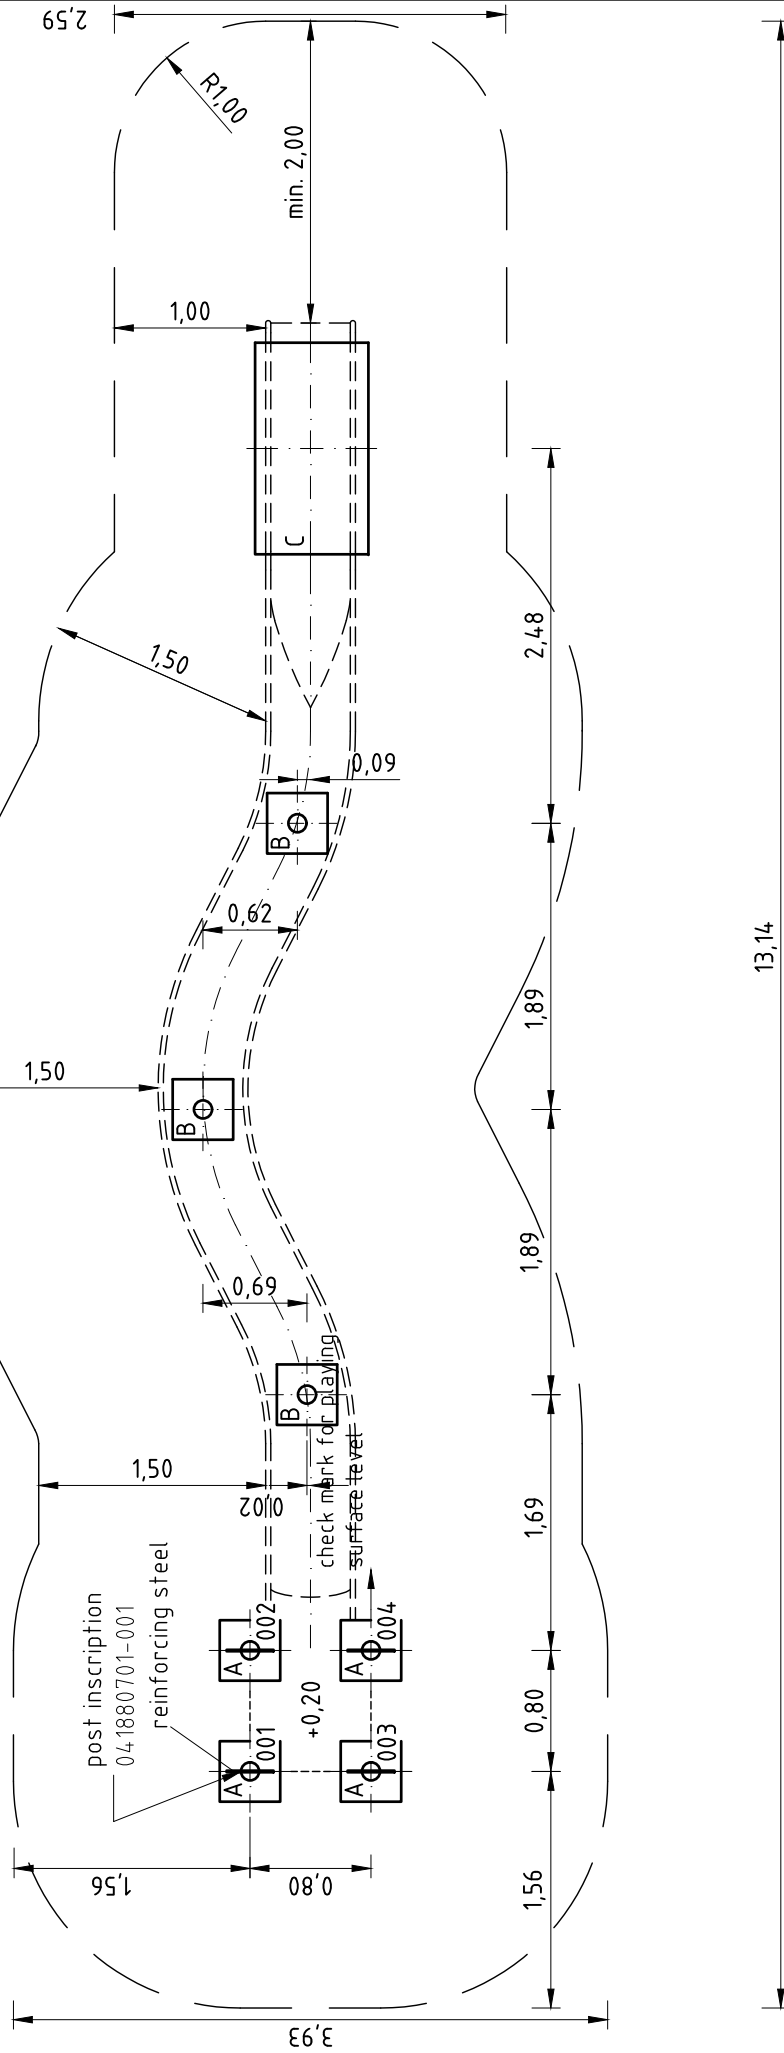 2,59
R1,00
min. 2,00
1,00
C
2,48
1,50
0,09
B
0,62
13,14
1,89
1,50
B
1,89
0,69
B
check mark for playing
surface level
1,50
0,02
1,69
post inscription
041880701-001
reinforcing steel
A
002
A
004
+0,20
0,80
A
001
A
003
1,56
0,80
1,56
3,93